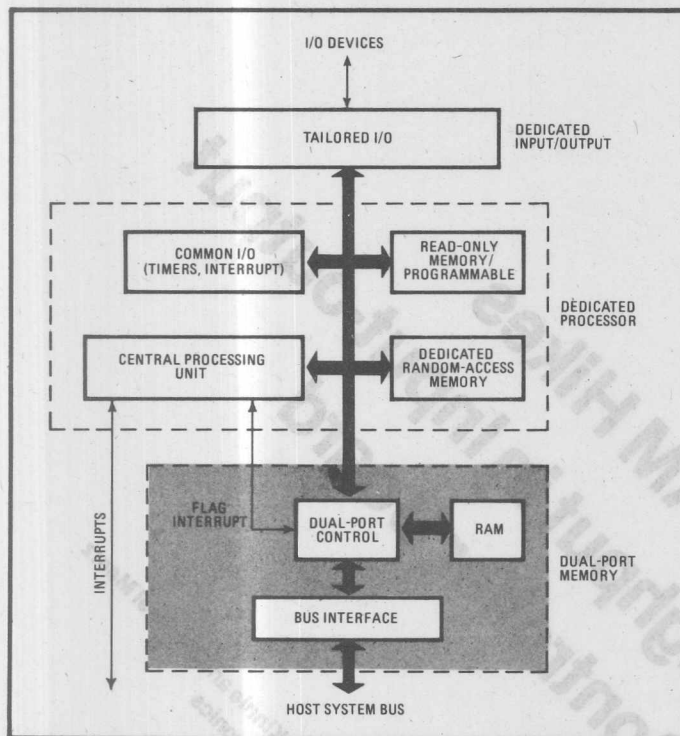 I/O DEVICES
TAILORED I/O
DEDICATED
INPUT/OUTPUT
COMMON I/O
(TIMERS, INTERRUPT)
READ-ONLY
MEMORY/
PROGRAMMABLE
DEDICATED
PROCESSOR
CENTRAL PROCESSING
UNIT
DEDICATED
RANDOM-ACCESS
MEMORY
INTERRUPTS
FLAG
INTERRUPT
DUAL-PORT
CONTROL
RAM
DUAL-PORT
MEMORY
BUS INTERFACE
HOST SYSTEM BUS